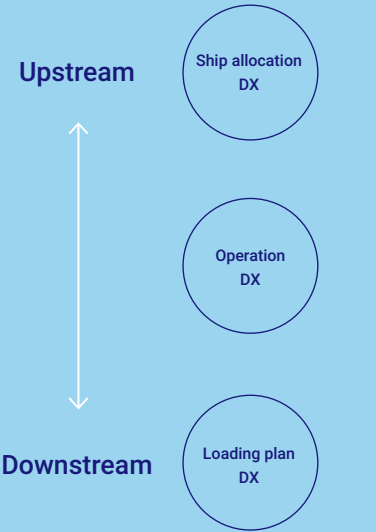 Upstream
Ship allocation
DX
Operation
DX
Downstream
Loading plan
DX